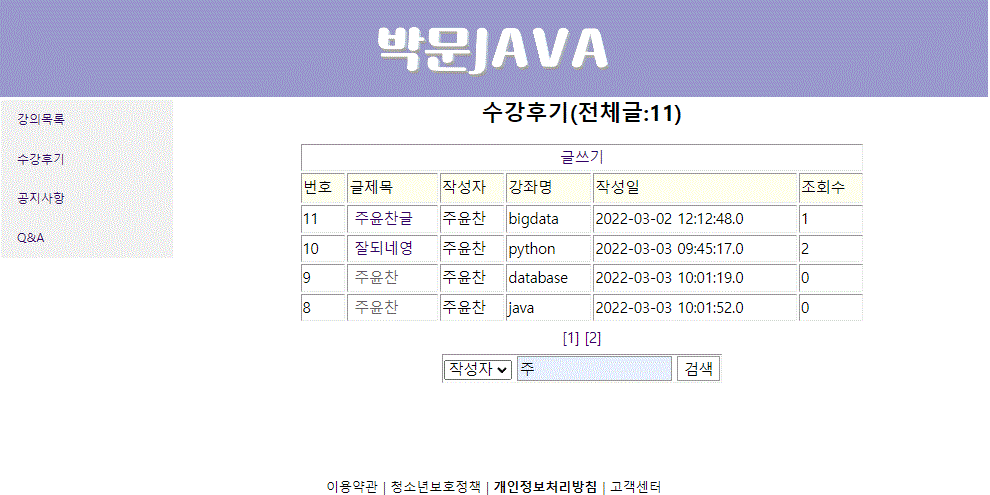 박문JAVA
강의목록
수강후기
공지사항
Q&A
수강후기(전체글:11)
글쓰기
번호 글제목 작성자 강좌명 작성일 조회수
11 주윤찬글 주윤찬 bigdata 2022-03-02 12:12:48.0 1
10 잘되네영 주윤찬 python 2022-03-03 09:45:17.0 2
9 주윤찬 주윤찬 database 2022-03-03 10:01:19.0 0
8 주윤찬 주윤찬 java 2022-03-03 10:01:52.0 0
[1] [2]
작성자 주 검색
이용약관 | 청소년보호정책 | 개인정보처리방침 | 고객센터